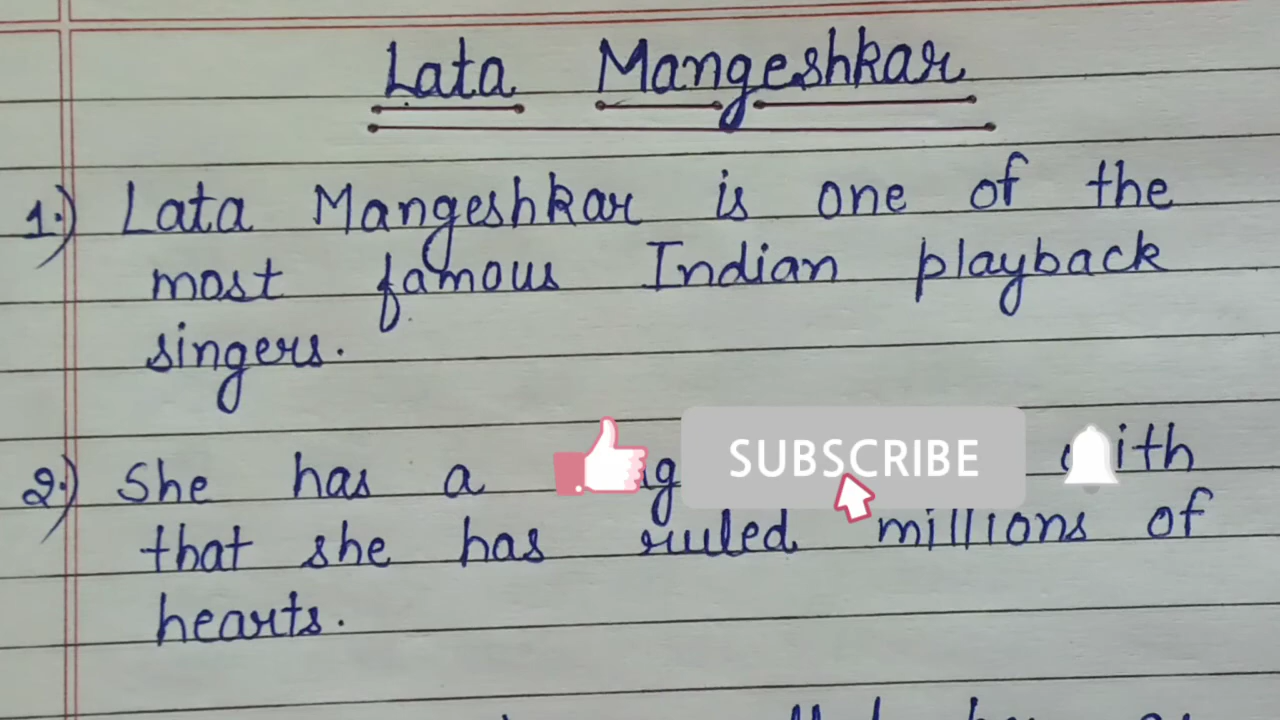 Lata Mangeshkar
1.) Lata Mangeshkar is one of the
most famous Indian playback
singers.
2.) She has a SUBSCRIBE
that she has ruled millions of
hearts.